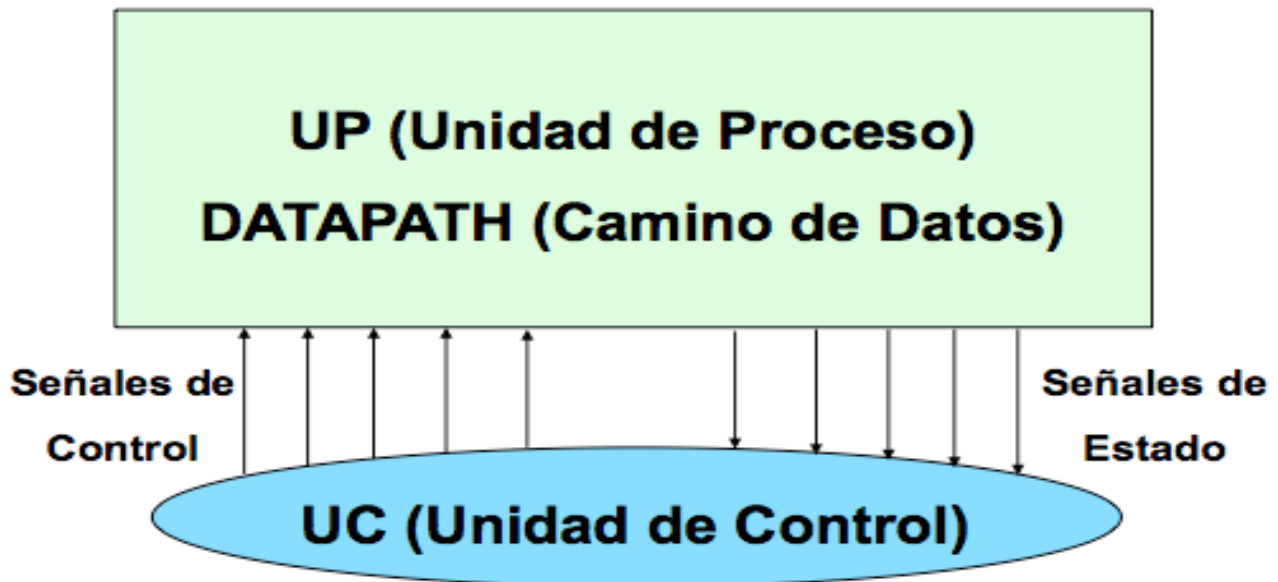 UP (Unidad de Proceso)
DATAPATH (Camino de Datos)
Señales de
Control
Señales de
Estado
UC (Unidad de Control)